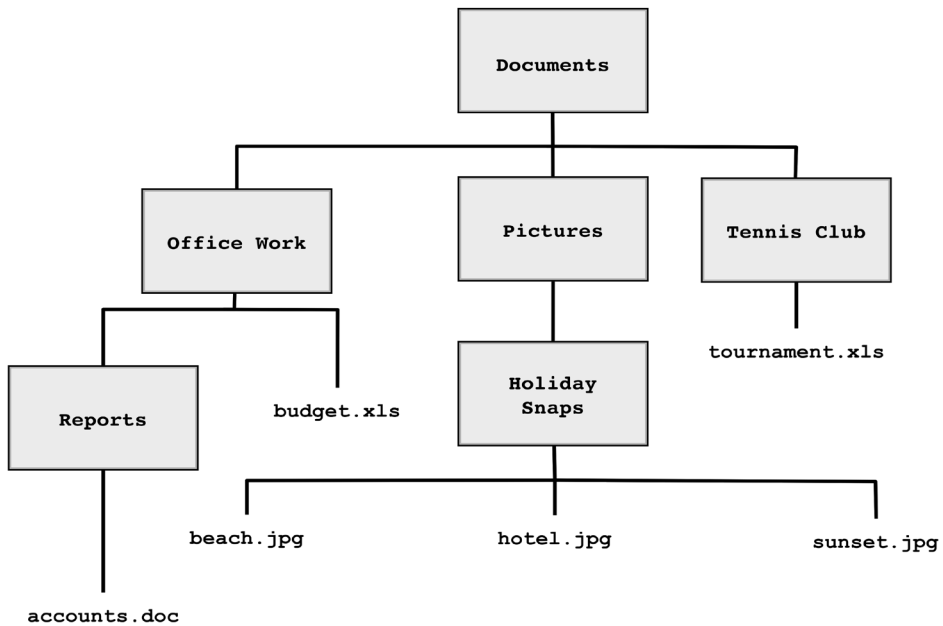 Documents
Office Work
Pictures
Tennis Club
tournament.xls
Reports
budget.xls
Holiday
Snaps
beach.jpg
hotel.jpg
sunset.jpg
accounts.doc